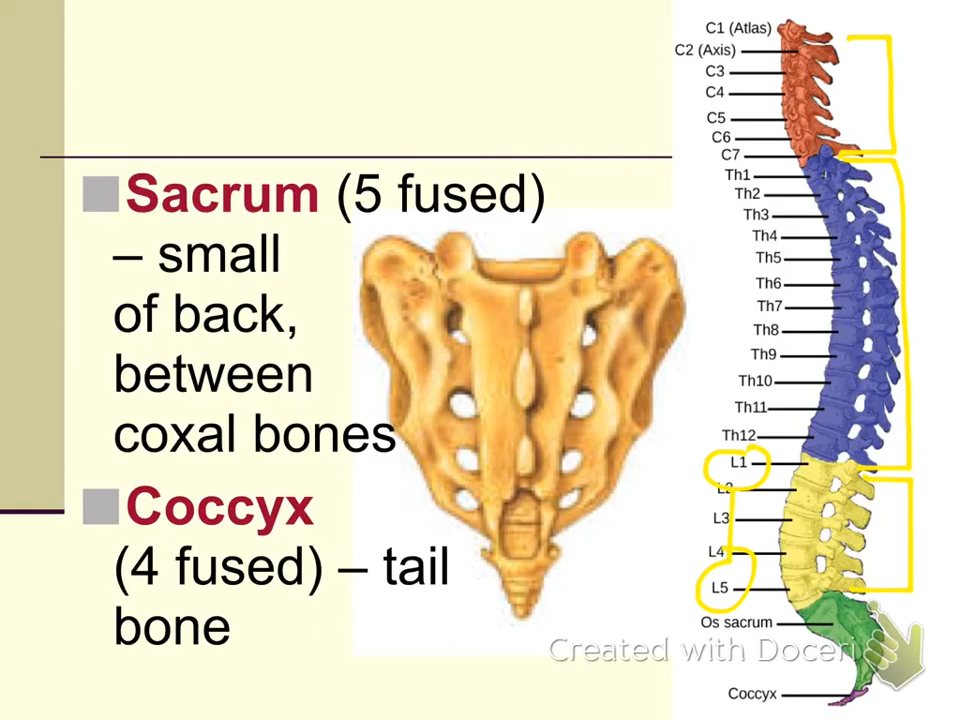 Sacrum (5 fused)
– small
of back,
between
coxal bones
Coccyx
(4 fused) – tail
bone
C1 (Atlas)
C2 (Axis)
C3
C4
C5
C6
C7
Th1
Th2
Th3
Th4
Th5
Th6
Th7
Th8
Th9
Th10
Th11
Th12
L1
L2
L3
L4
L5
Os sacrum
Coccyx
Created with Doceri